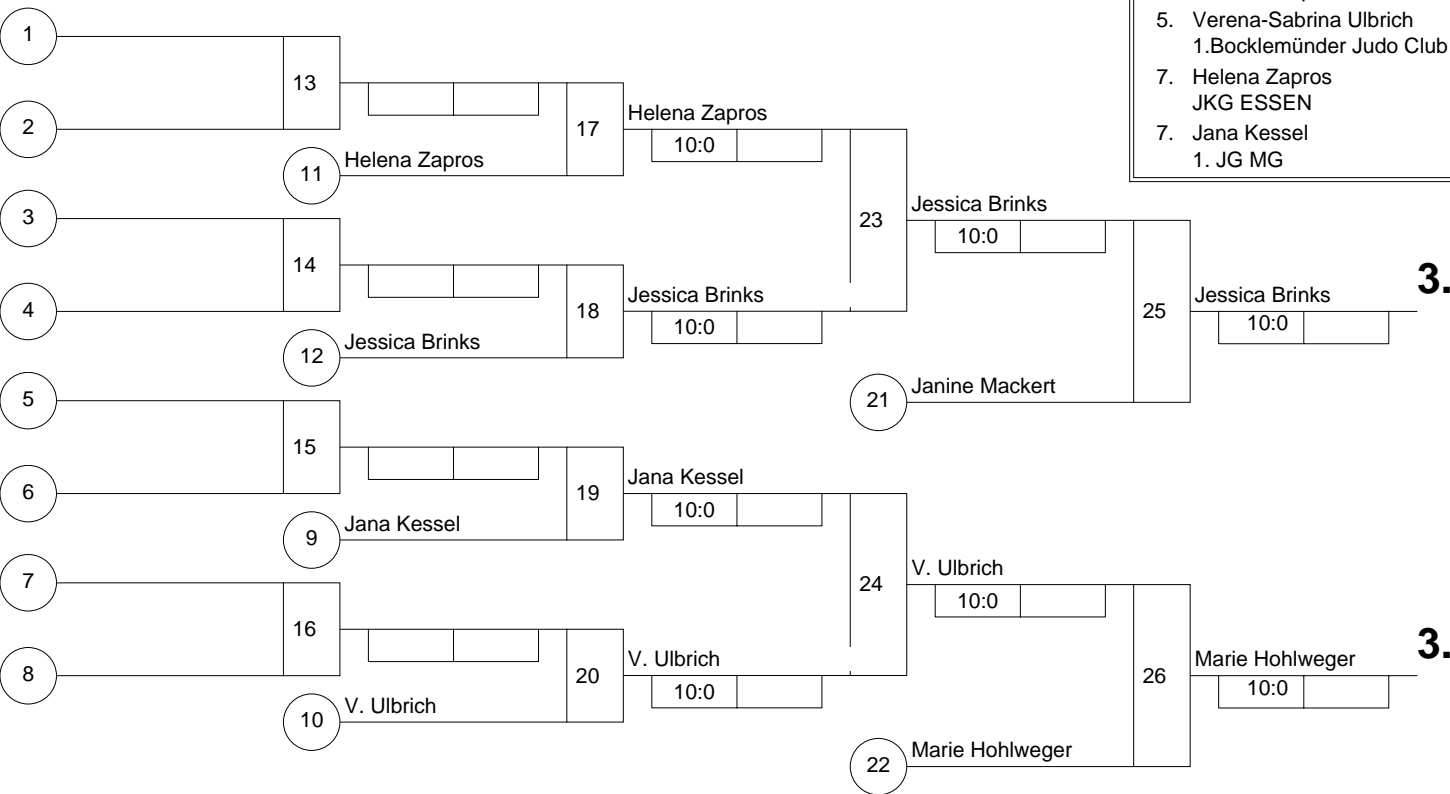 5. Verena-Sabrina Ulbrich
1.Bocklemünder Judo Club
7. Helena Zapros
JKG ESSEN
7. Jana Kessel
1. JG MG
1
13
2
17
Helena Zapros
10:0
11
Helena Zapros
3
23
Jessica Brinks
10:0
14
4
18
Jessica Brinks
10:0
12
Jessica Brinks
25
Jessica Brinks
10:0
3.
5
21
Janine Mackert
15
6
19
Jana Kessel
10:0
9
Jana Kessel
7
24
V. Ulbrich
10:0
16
8
20
V. Ulbrich
10:0
10
V. Ulbrich
26
Marie Hohlweger
10:0
3.
22
Marie Hohlweger